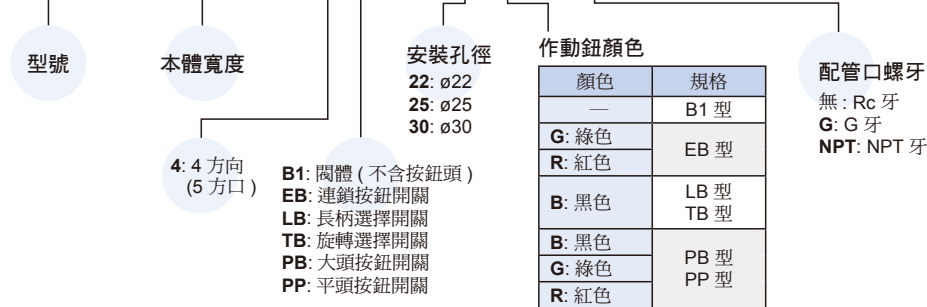 型號
本體寬度
4: 4 方向
(5 方口 )
B1: 閥體 ( 不含按鈕頭 )
EB: 連鎖按鈕開關
LB: 長柄選擇開關
TB: 旋轉選擇開關
PB: 大頭按鈕開關
PP: 平頭按鈕開關
安裝孔徑
22: ø22
25: ø25
30: ø30
作動鈕顏色
顏色 規格
— B1 型
G: 綠色 EB 型
R: 紅色
B: 黑色 LB 型
TB 型
B: 黑色 PB 型
G: 綠色 PP 型
R: 紅色
配管口螺牙
無 : Rc 牙
G: G 牙
NPT: NPT 牙